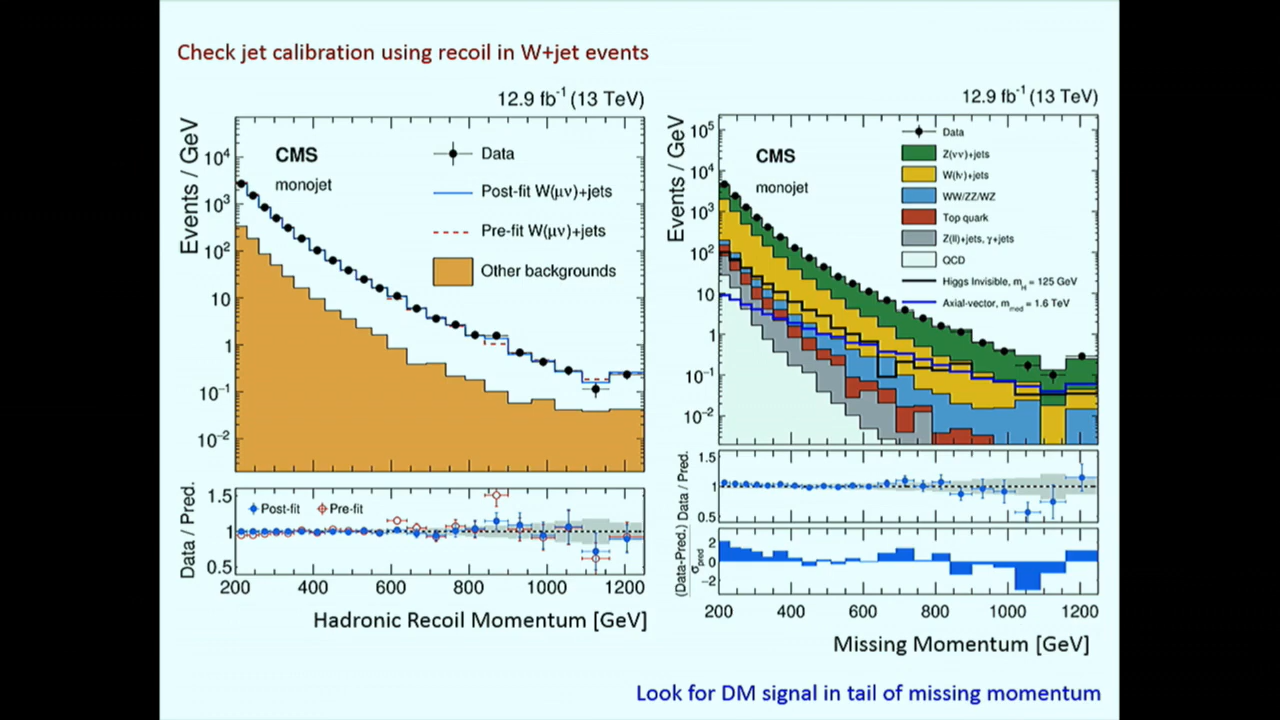 Check jet calibration using recoil in W+jet events
12.9 fb⁻¹ (13 TeV)
Events / GeV
10⁴
10³
10²
10
1
10⁻¹
10⁻²
CMS
monojet
Data
Post-fit W(μν)+jets
Pre-fit W(μν)+jets
Other backgrounds
Data / Pred.
1.5
1
0.5
Post-fit
Pre-fit
200 400 600 800 1000 1200
Hadronic Recoil Momentum [GeV]
12.9 fb⁻¹ (13 TeV)
Events / GeV
10⁵
10⁴
10³
10²
10
1
10⁻¹
10⁻²
CMS
monojet
Data
Z(νν)+jets
W(lν)+jets
WW/ZZ/WZ
Top quark
Z(ll)+jets, γ+jets
QCD
Higgs Invisible, m_H = 125 GeV
Axial-vector, m_med = 1.6 TeV
Data / Pred.
1.5
1
0.5
(Data-Pred.)
σ_pred
2
0
−2
200 400 600 800 1000 1200
Missing Momentum [GeV]
Look for DM signal in tail of missing momentum